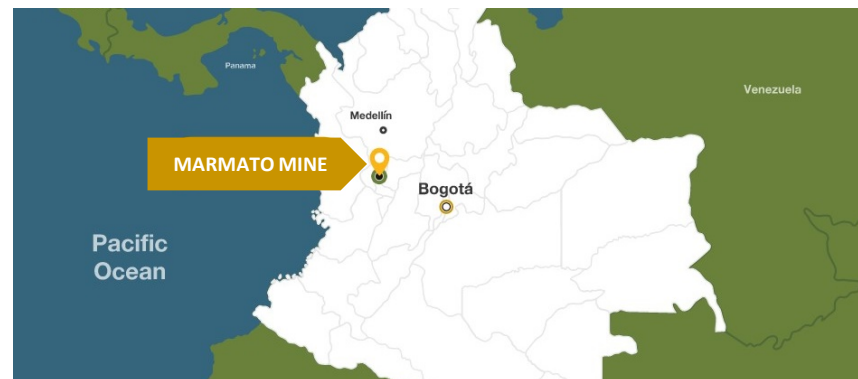 Panama
Venezuela
Medellín
MARMATO MINE
Bogotá
Pacific
Ocean